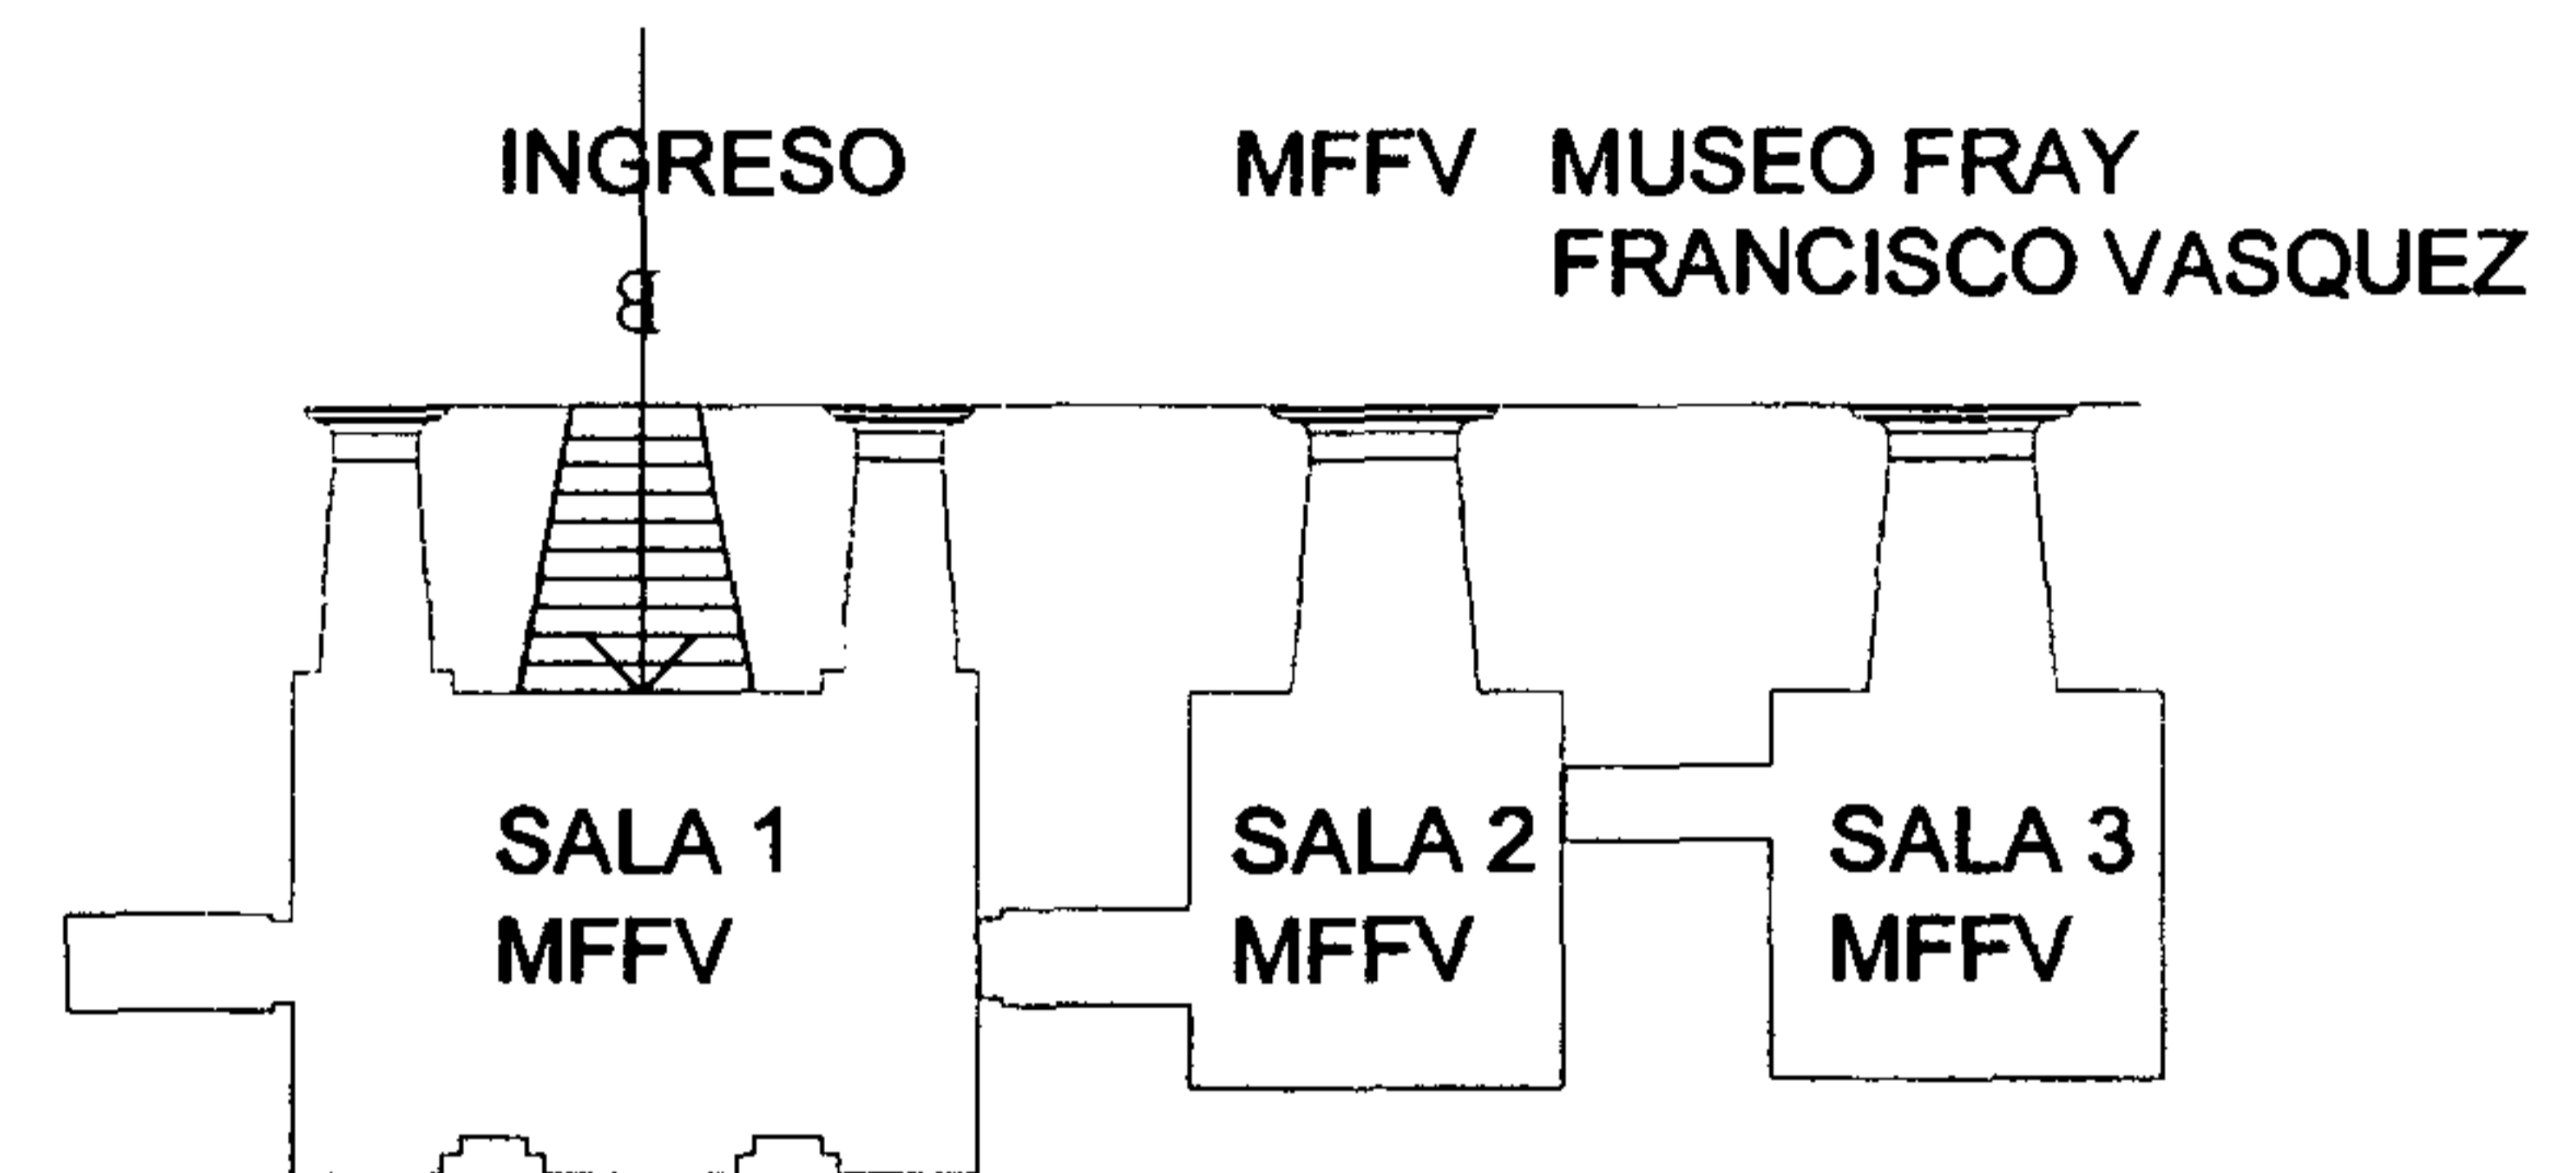 INGRESO
MFFV MUSEO FRAY
FRANCISCO VASQUEZ
B
SALA 1
MFFV
SALA 2
MFFV
SALA 3
MFFV